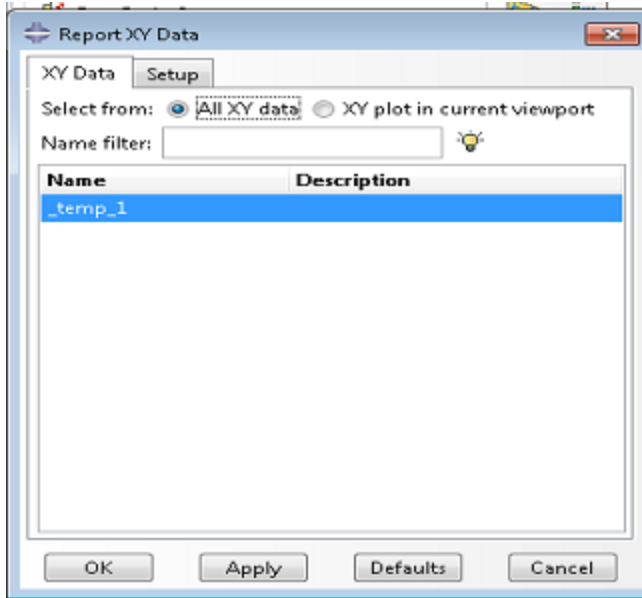 Report XY Data
XY Data Setup
Select from: All XY data XY plot in current viewport
Name filter:
Name Description
_temp_1
OK Apply Defaults Cancel